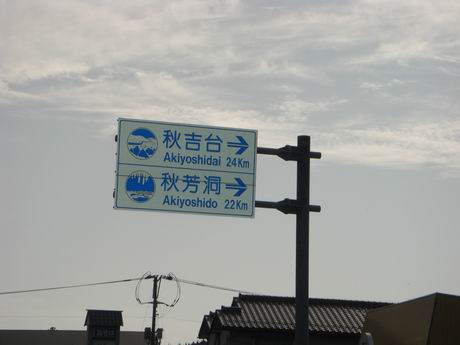 秋吉台
Akiyoshidai 24Km
秋芳洞
Akiyoshido 22Km